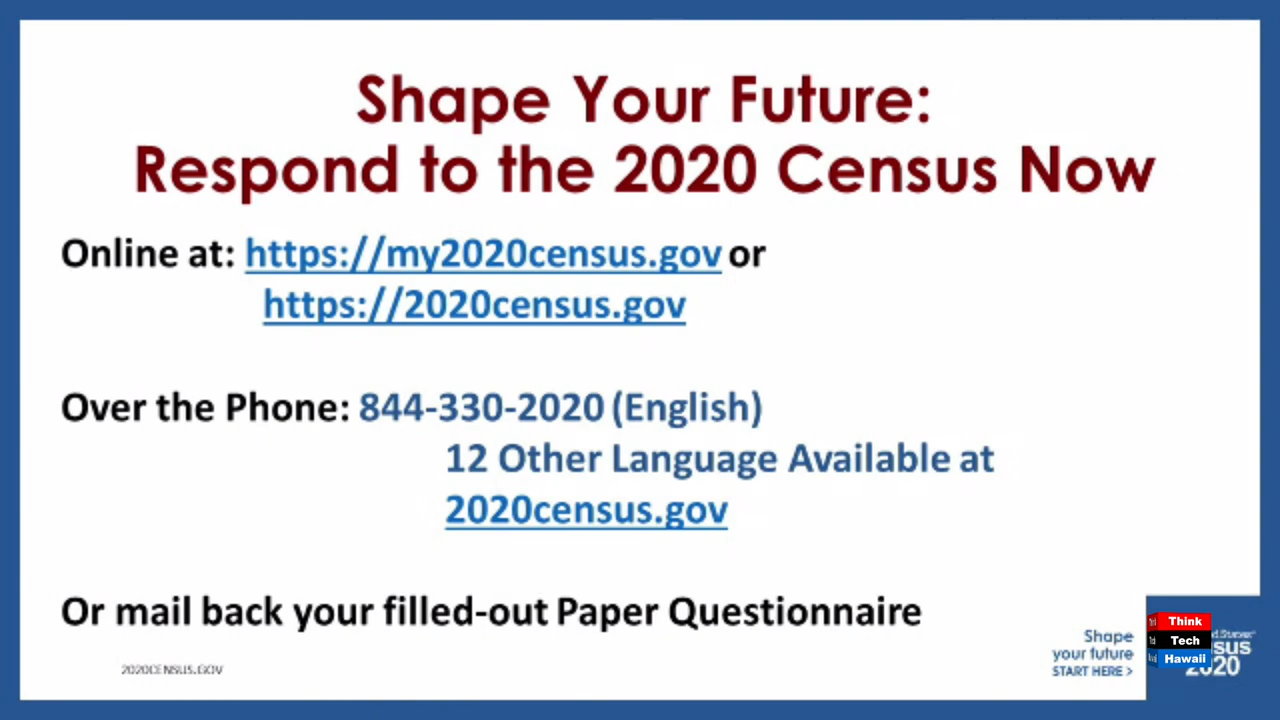 Shape Your Future:
Respond to the 2020 Census Now
Online at: https://my2020census.gov or
https://2020census.gov
Over the Phone: 844-330-2020 (English)
12 Other Language Available at
2020census.gov
Or mail back your filled-out Paper Questionnaire
2020CENSUS.GOV
Shape
your future
START HERE >
Think
Tech
Hawaii
2020